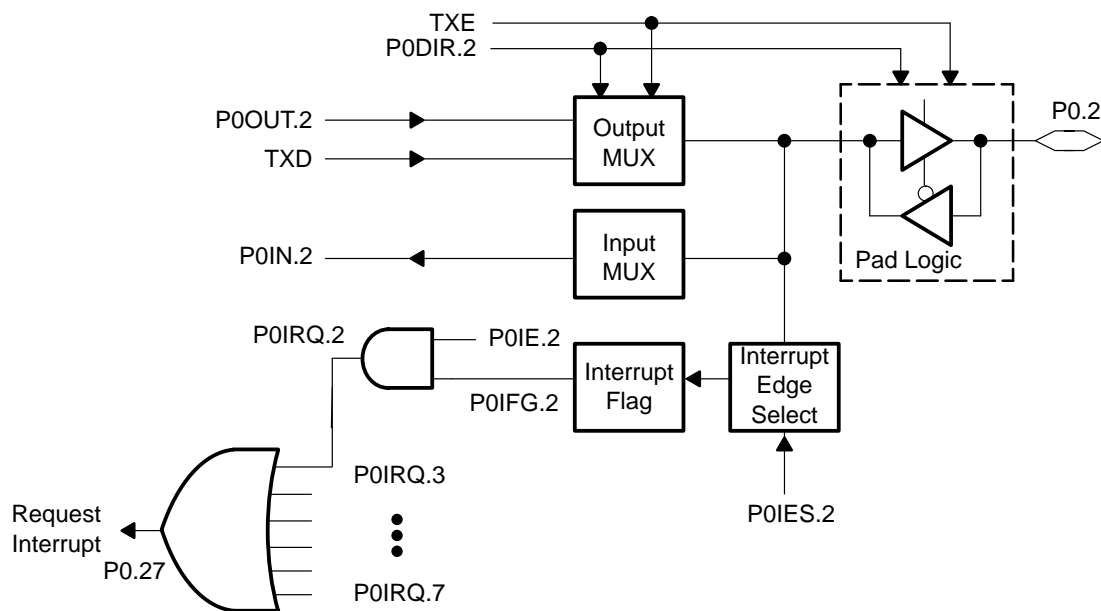 TXE
P0DIR.2
P0.2
P0OUT.2
TXD
Output
MUX
P0IN.2
Input
MUX
Pad Logic
P0IRQ.2
P0IE.2
P0IFG.2
Interrupt
Flag
Interrupt
Edge
Select
P0IES.2
P0IRQ.3
Request
Interrupt
P0.27
P0IRQ.7